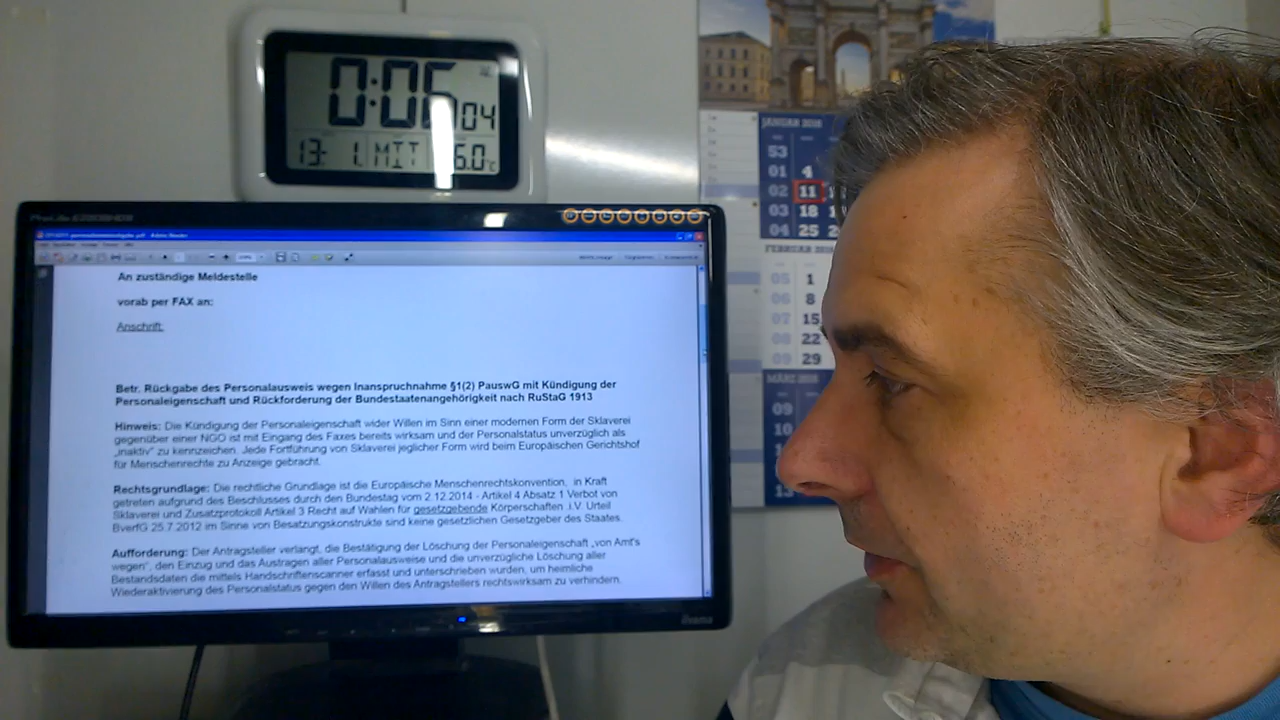 0:05 04
13- 1. MIT 6.0°C
JANUAR 2016
53
01 4
02 11
03 18
04 25
FEBRUAR
05 1
06 8
07 15
08 22
09 29
MÄRZ
09
10
13
An zuständige Meldestelle
vorab per FAX an:
Anschrift:
Betr. Rückgabe des Personalausweis wegen Inanspruchnahme §1(2) PauswG mit Kündigung der
Personaleigenschaft und Rückforderung der Bundestaatenangehörigkeit nach RuStaG 1913
Hinweis: Die Kündigung der Personaleigenschaft wider Willen im Sinn einer modernen Form der Sklaverei
gegenüber einer NGO ist mit Eingang des Faxes bereits wirksam und der Personalstatus unverzüglich als
„inaktiv" zu kennzeichen. Jede Fortführung von Sklaverei jeglicher Form wird beim Europäischen Gerichtshof
für Menschenrechte zu Anzeige gebracht.
Rechtsgrundlage: Die rechtliche Grundlage ist die Europäische Menschenrechtskonvention, in Kraft
getreten aufgrund des Beschlusses durch den Bundestag vom 2.12.2014 - Artikel 4 Absatz 1 Verbot von
Sklaverei und Zusatzprotokoll Artikel 3 Recht auf Wahlen für gesetzgebende Körperschaften .i.V. Urteil
BverfG 25.7.2012 im Sinne von Besatzungskonstrukte sind keine gesetzlichen Gesetzgeber des Staates.
Aufforderung: Der Antragsteller verlangt, die Bestätigung der Löschung der Personaleigenschaft „von Amt's
wegen", den Einzug und das Austragen aller Personalausweise und die unverzügliche Löschung aller
Bestandsdaten die mittels Handschriftenscanner erfasst und unterschrieben wurden, um heimliche
Wiederaktivierung des Personalstatus gegen den Willen des Antragstellers rechtswirksam zu verhindern.
iiyama